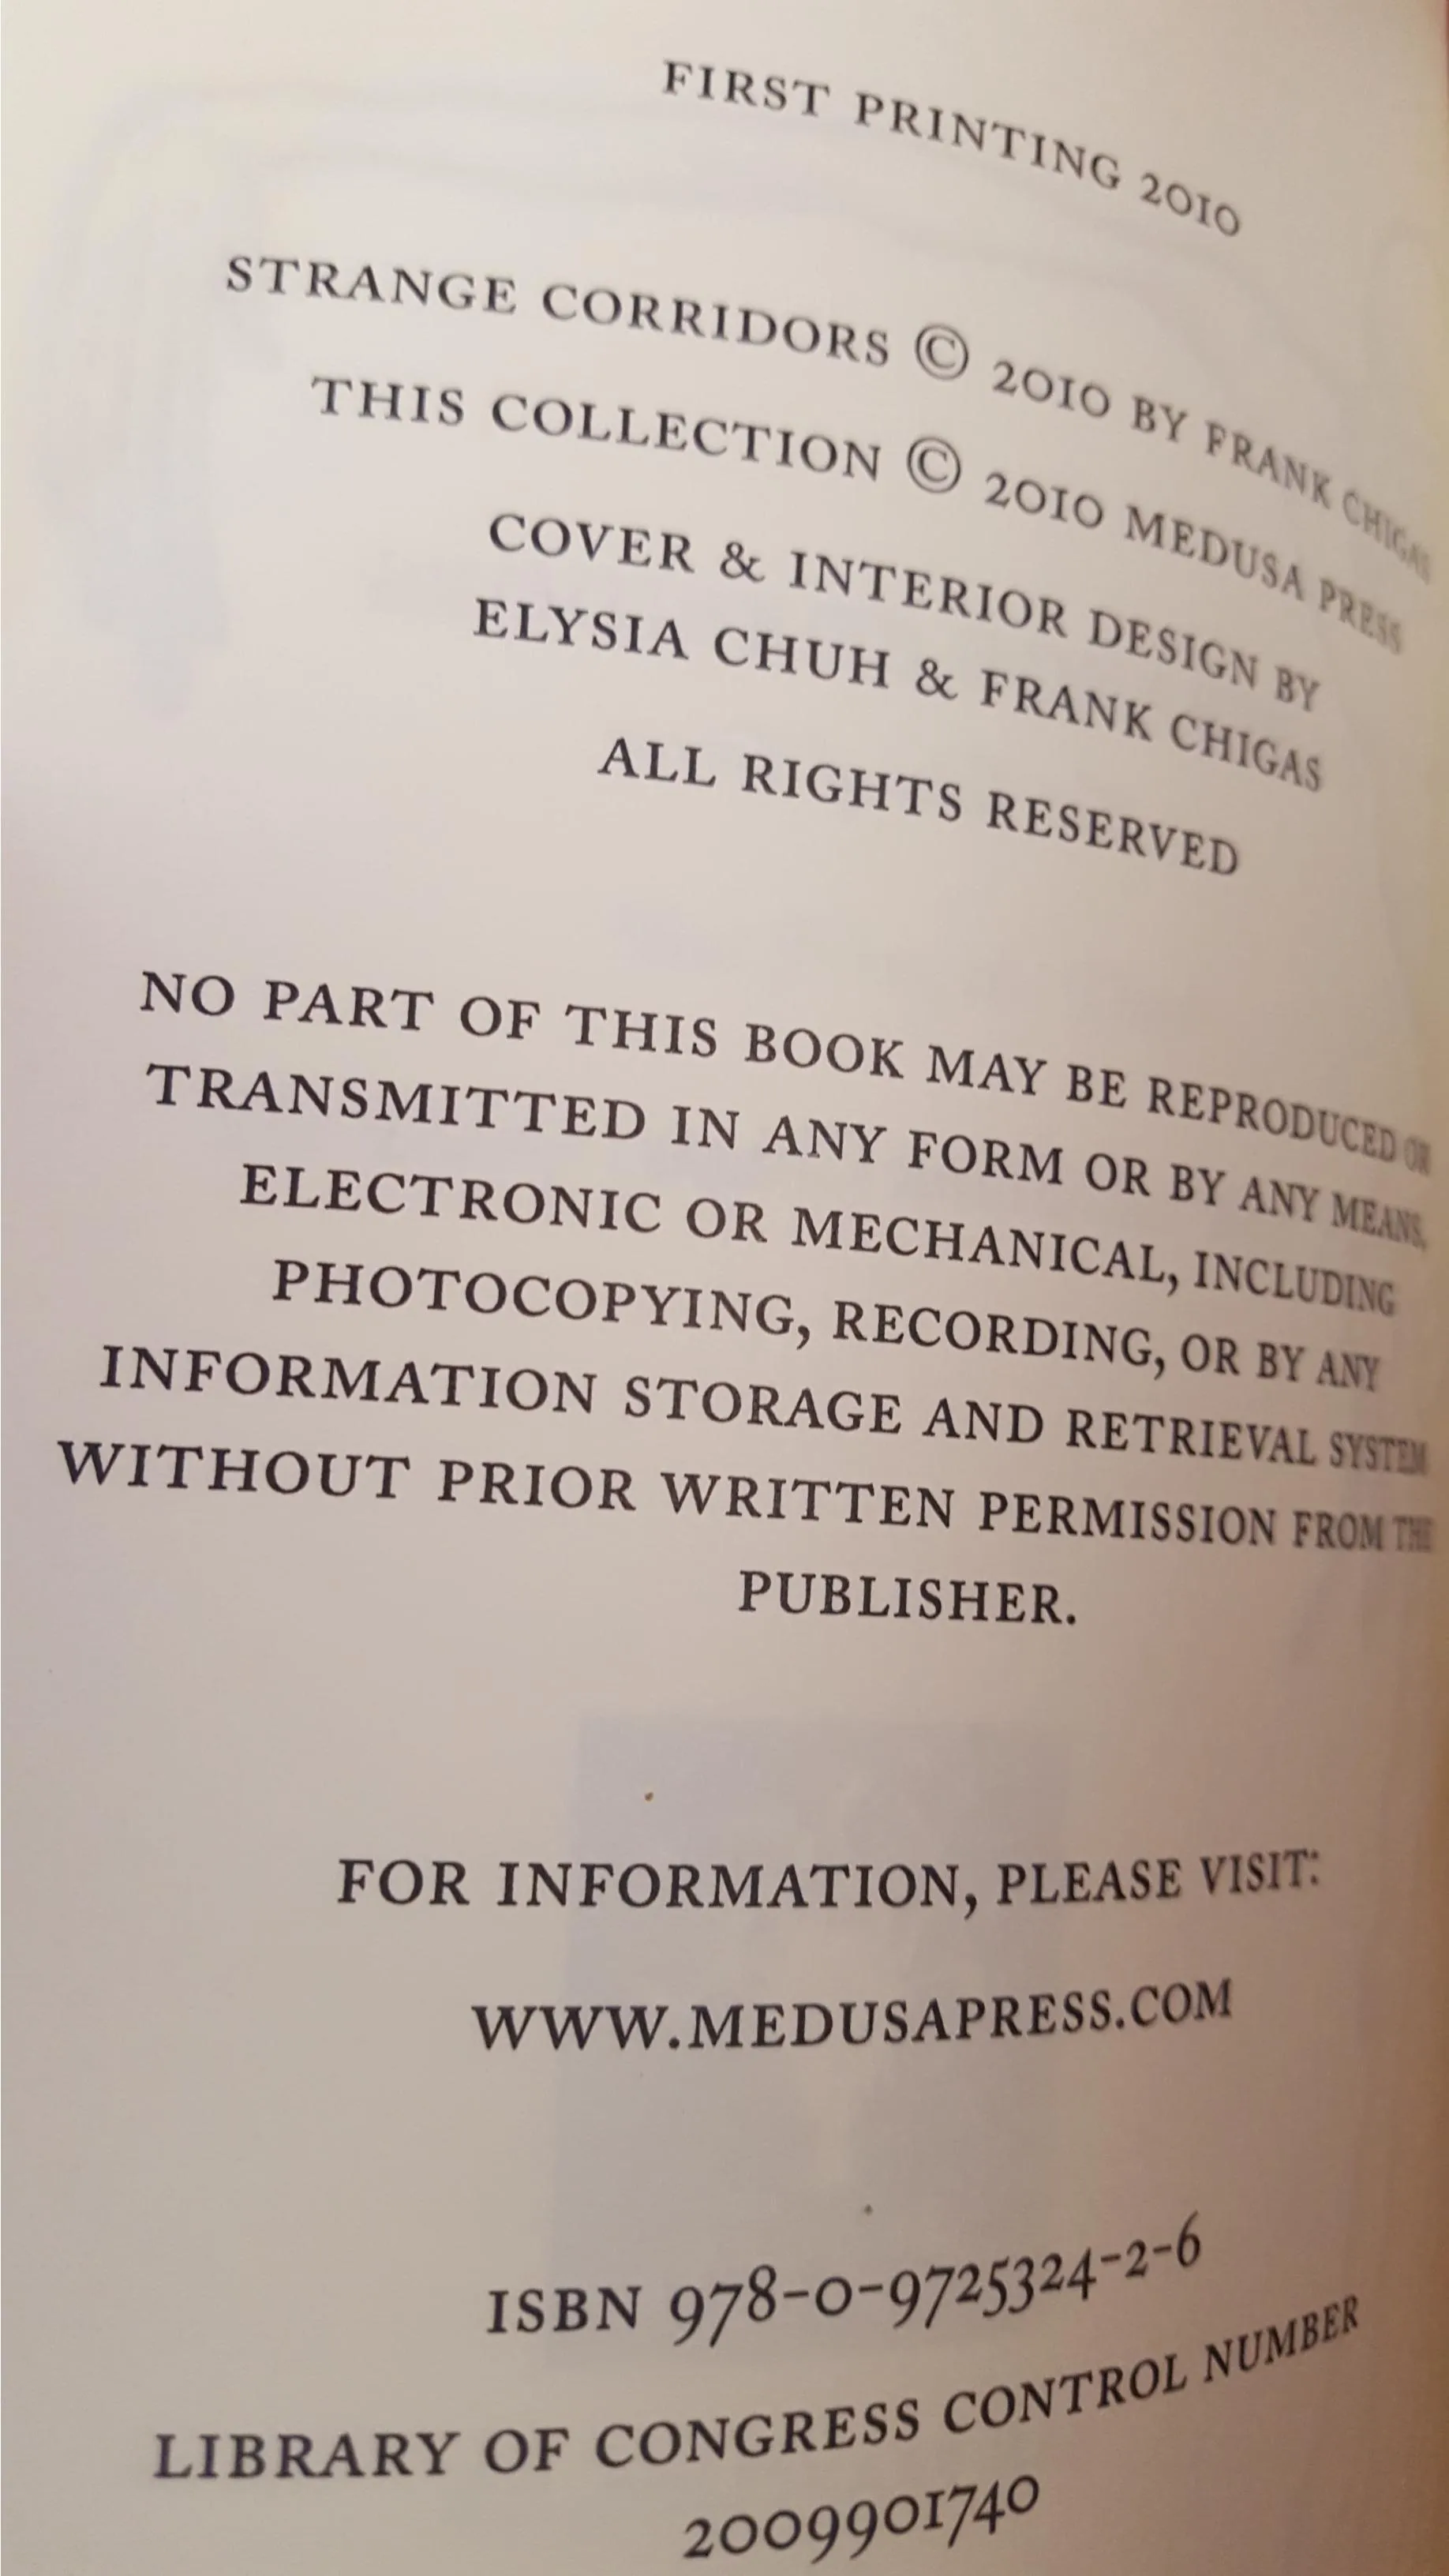 FIRST PRINTING 2010
STRANGE CORRIDORS © 2010 BY FRANK CHIGAS
THIS COLLECTION © 2010 MEDUSA PRESS
COVER & INTERIOR DESIGN BY
ELYSIA CHUH & FRANK CHIGAS
ALL RIGHTS RESERVED
NO PART OF THIS BOOK MAY BE REPRODUCED OR
TRANSMITTED IN ANY FORM OR BY ANY MEANS,
ELECTRONIC OR MECHANICAL, INCLUDING
PHOTOCOPYING, RECORDING, OR BY ANY
INFORMATION STORAGE AND RETRIEVAL SYSTEM
WITHOUT PRIOR WRITTEN PERMISSION FROM THE
PUBLISHER.
FOR INFORMATION, PLEASE VISIT:
WWW.MEDUSAPRESS.COM
ISBN 978-0-9725324-2-6
LIBRARY OF CONGRESS CONTROL NUMBER
2009901740